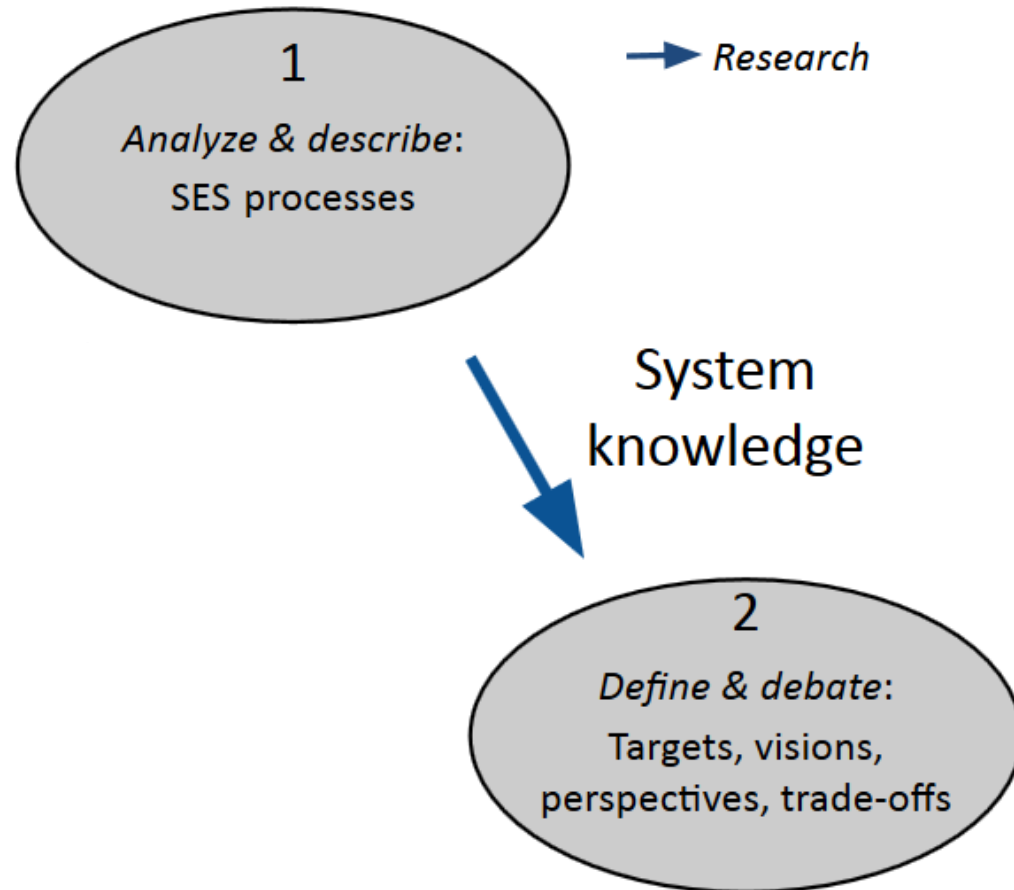 1
Analyze & describe:
SES processes
Research
System
knowledge
2
Define & debate:
Targets, visions,
perspectives, trade-offs